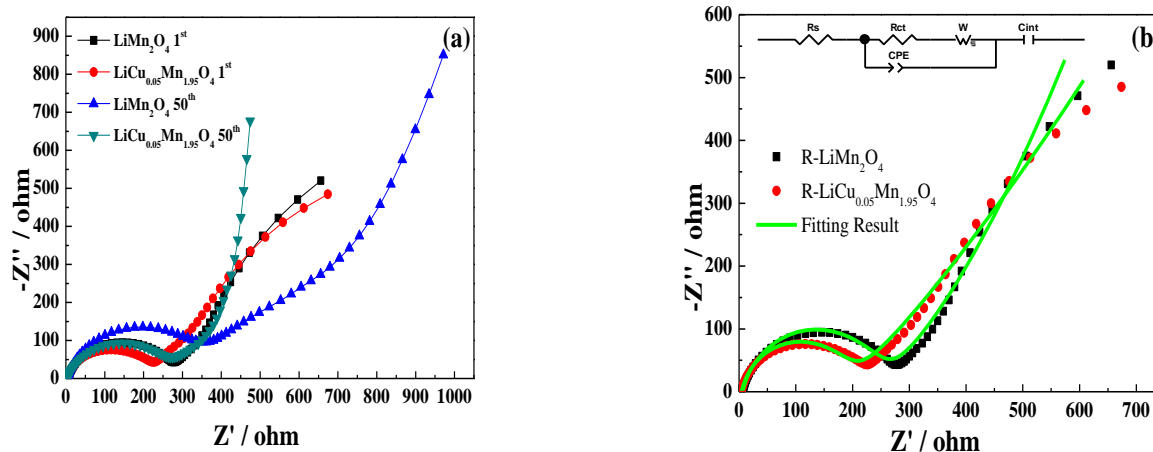 (a)
LiMn₂O₄ 1ˢᵗ
LiCu₀.₀₅Mn₁.₉₅O₄ 1ˢᵗ
LiMn₂O₄ 50ᵗʰ
LiCu₀.₀₅Mn₁.₉₅O₄ 50ᵗʰ
900
800
700
600
500
400
300
200
100
0
-Z'' / ohm
0 100 200 300 400 500 600 700 800 900 1000
Z' / ohm
(b)
Rs Rct W Cint
CPE
R-LiMn₂O₄
R-LiCu₀.₀₅Mn₁.₉₅O₄
Fitting Result
600
500
400
300
200
100
0
-Z'' / ohm
0 100 200 300 400 500 600 700
Z' / ohm